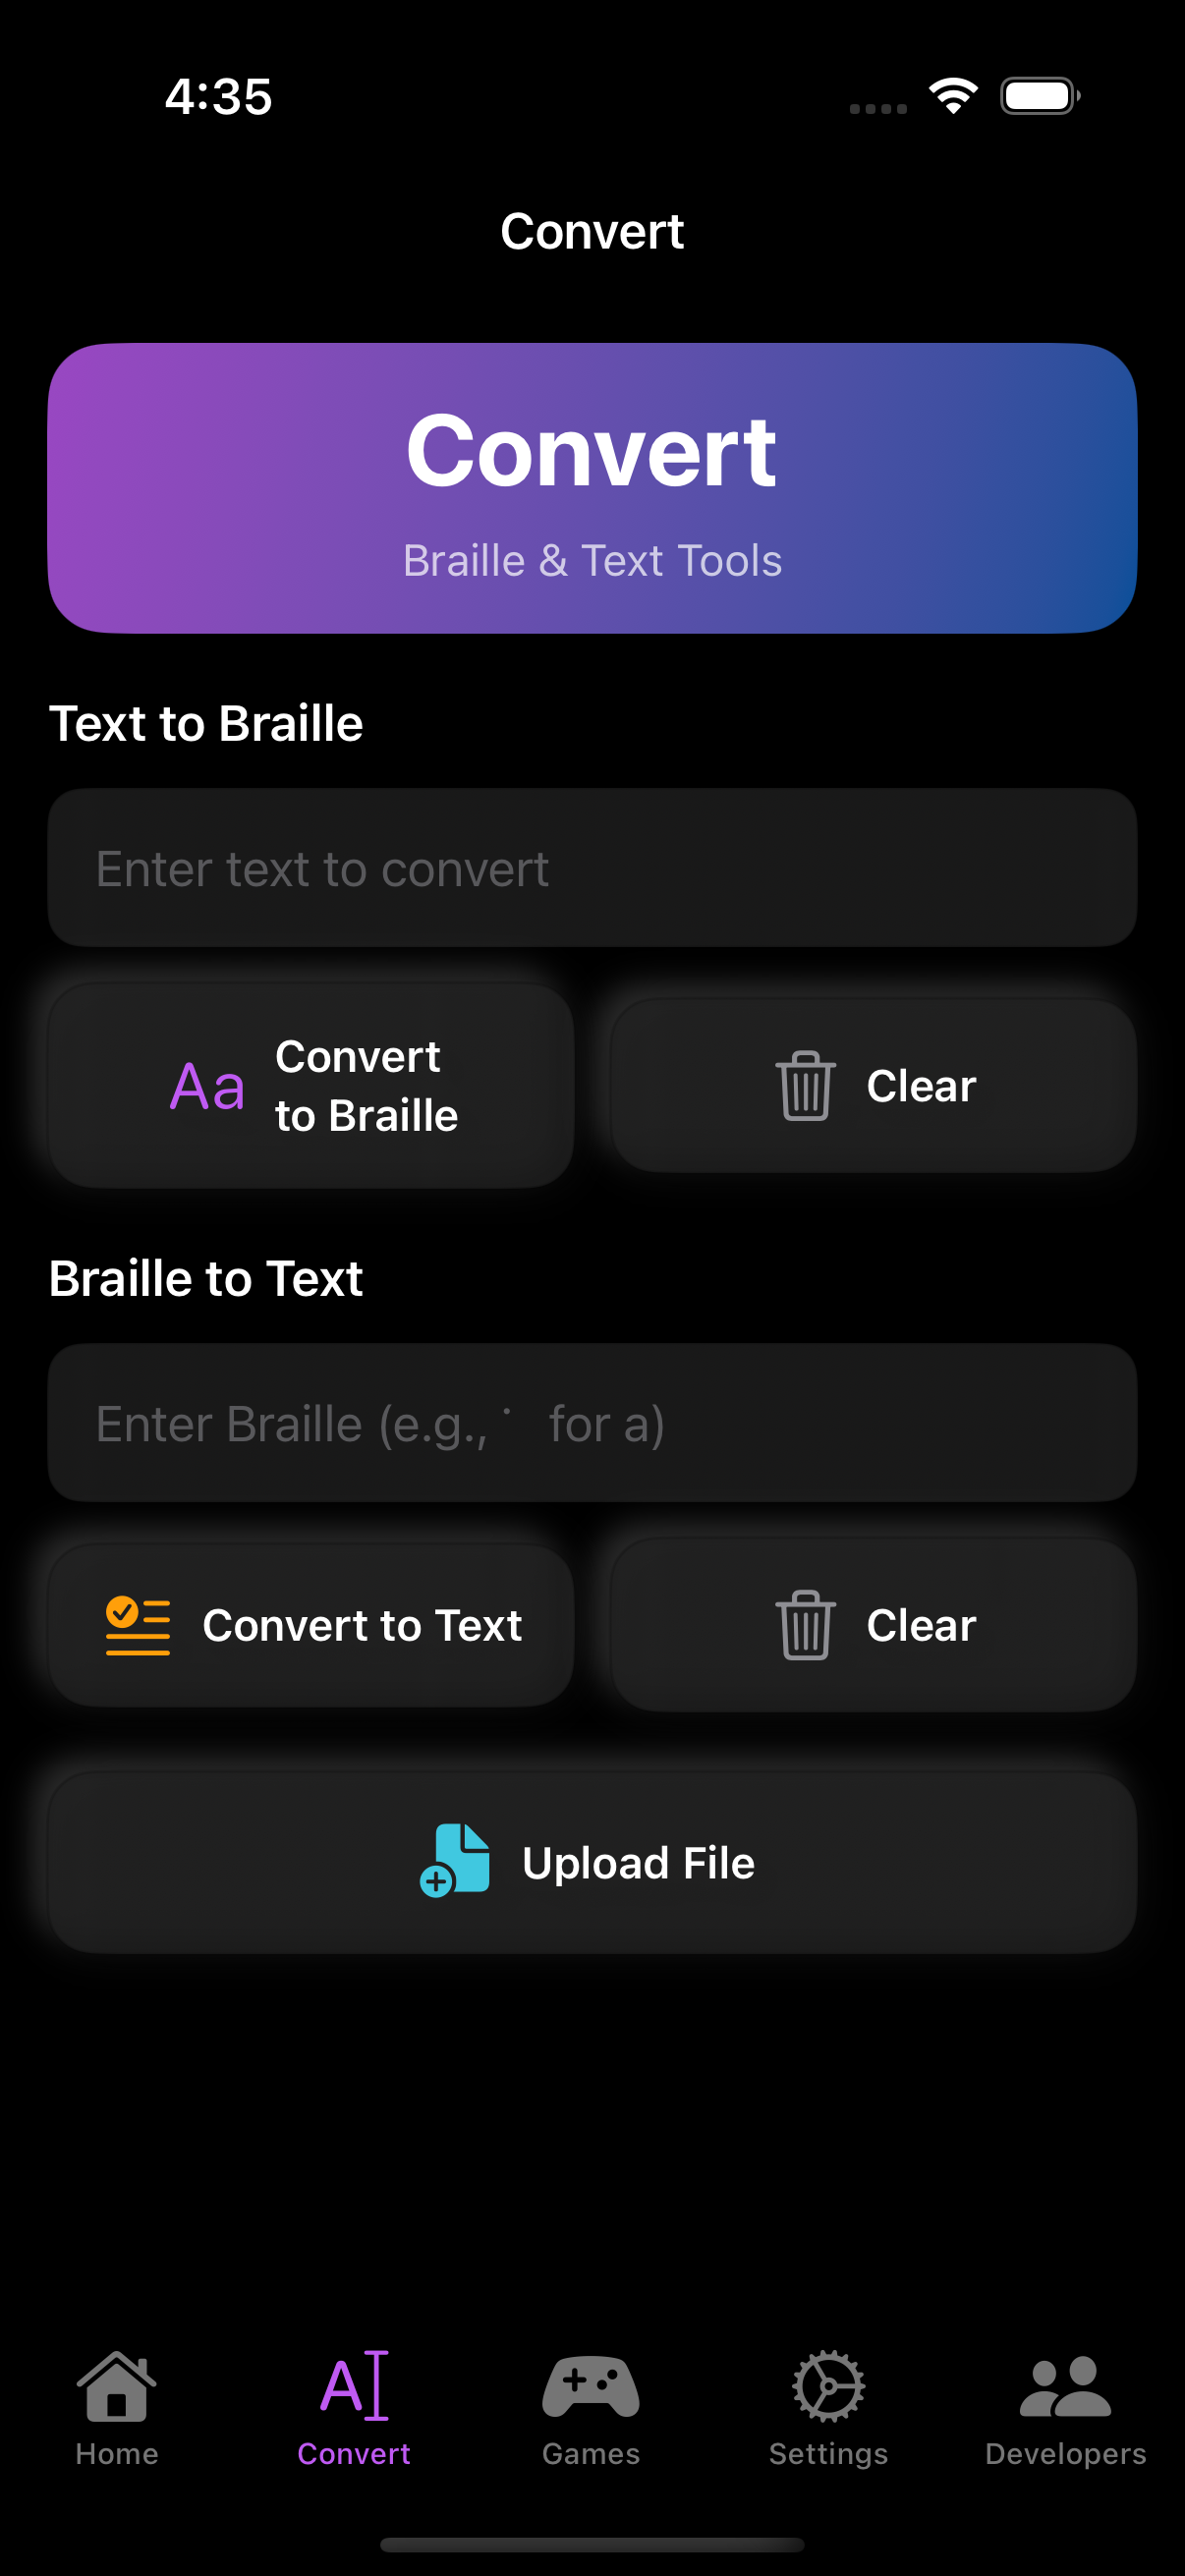 4:35
Convert
Convert
Braille & Text Tools
Text to Braille
Enter text to convert
Aa
Convert
to Braille
Clear
Braille to Text
Enter Braille (e.g., ⠁ for a)
Convert to Text
Clear
Upload File
Home
Convert
Games
Settings
Developers